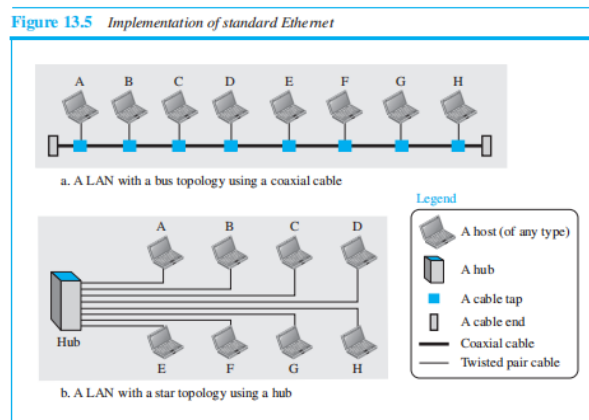 Figure 13.5 Implementation of standard Ethernet
A B C D E F G H
a. A LAN with a bus topology using a coaxial cable
Legend
A host (of any type)
A hub
A cable tap
A cable end
Coaxial cable
Twisted pair cable
A B C D
Hub
E F G H
b. A LAN with a star topology using a hub